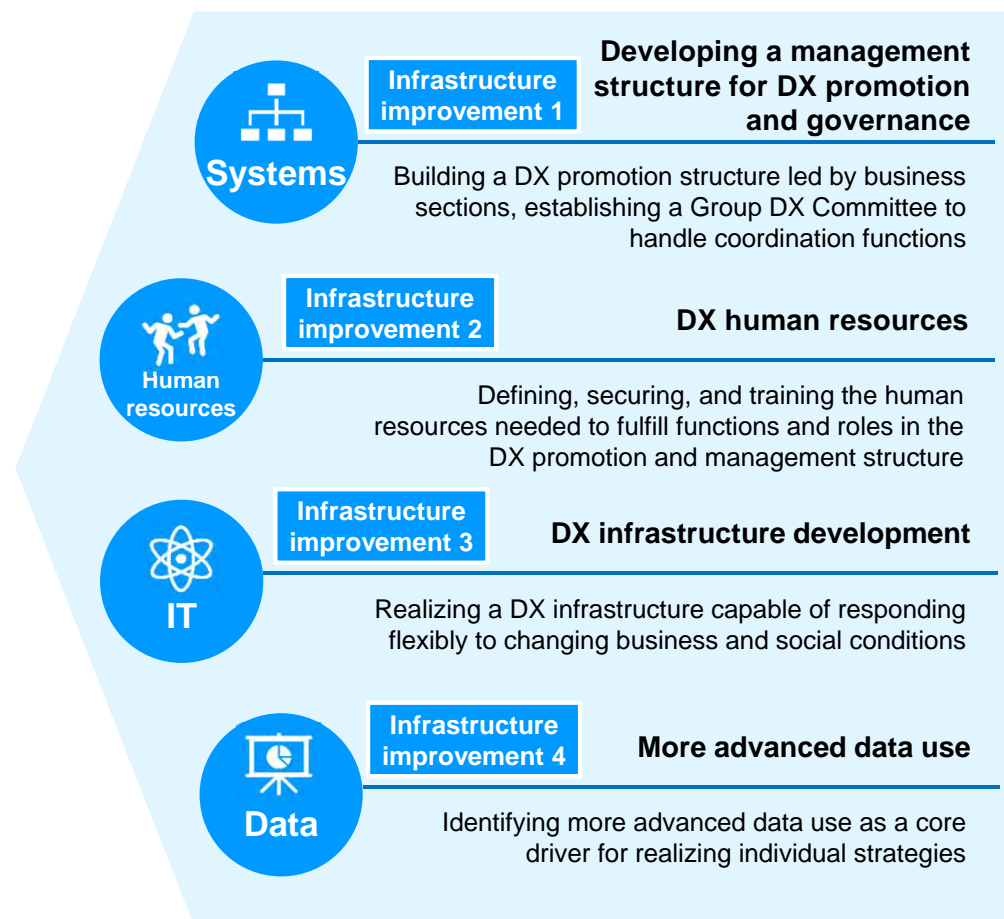 Systems
Infrastructure
improvement 1
Developing a management
structure for DX promotion
and governance
Building a DX promotion structure led by business
sections, establishing a Group DX Committee to
handle coordination functions
Human
resources
Infrastructure
improvement 2
DX human resources
Defining, securing, and training the human
resources needed to fulfill functions and roles in the
DX promotion and management structure
IT
Infrastructure
improvement 3
DX infrastructure development
Realizing a DX infrastructure capable of responding
flexibly to changing business and social conditions
Data
Infrastructure
improvement 4
More advanced data use
Identifying more advanced data use as a core
driver for realizing individual strategies